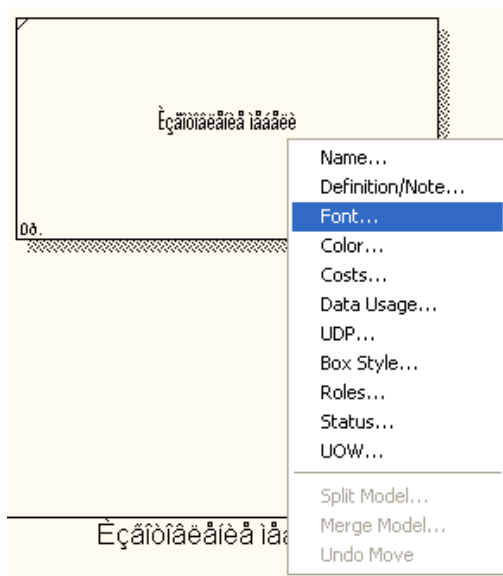 Èçãîòîâëåíèå ìåáåëè
0ð.
Name...
Definition/Note...
Font...
Color...
Costs...
Data Usage...
UDP...
Box Style...
Roles...
Status...
UOW...
Split Model...
Merge Model...
Undo Move
Èçãîòîâëåíèå ìåá